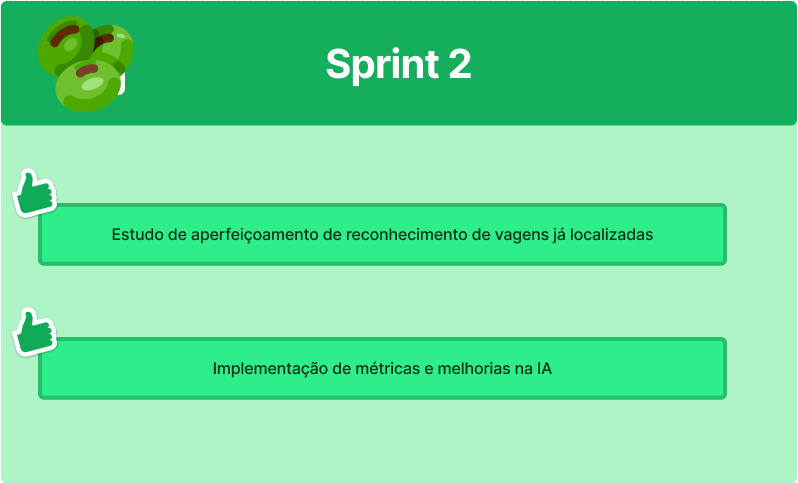 Sprint 2
Estudo de aperfeiçoamento de reconhecimento de vagens já localizadas
Implementação de métricas e melhorias na IA